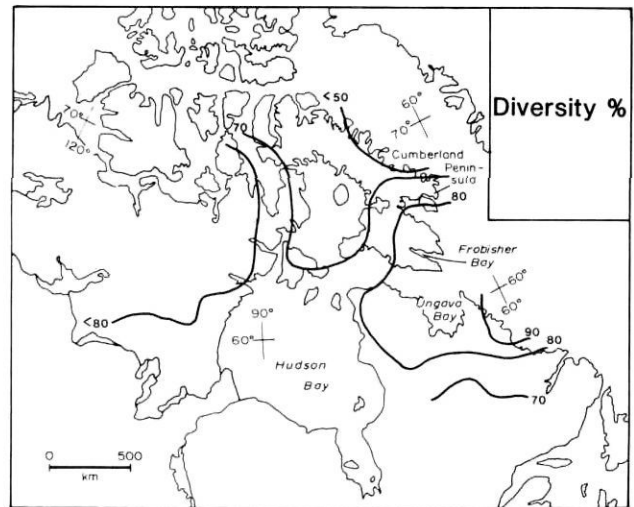 Diversity %
<50
60°
70°
70°
120°
70
Cumberland
Penin-
sula
80
Frobisher
Bay
60°
60°
Ungava
Bay
90°
60°
<80
90
80
Hudson
Bay
70
0 500
km